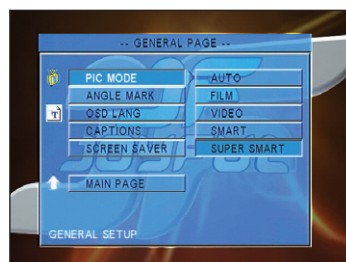 -- GENERAL PAGE --
PIC MODE AUTO
ANGLE MARK FILM
OSD LANG VIDEO
CAPTIONS SMART
SCREEN SAVER SUPER SMART
MAIN PAGE
GENERAL SETUP